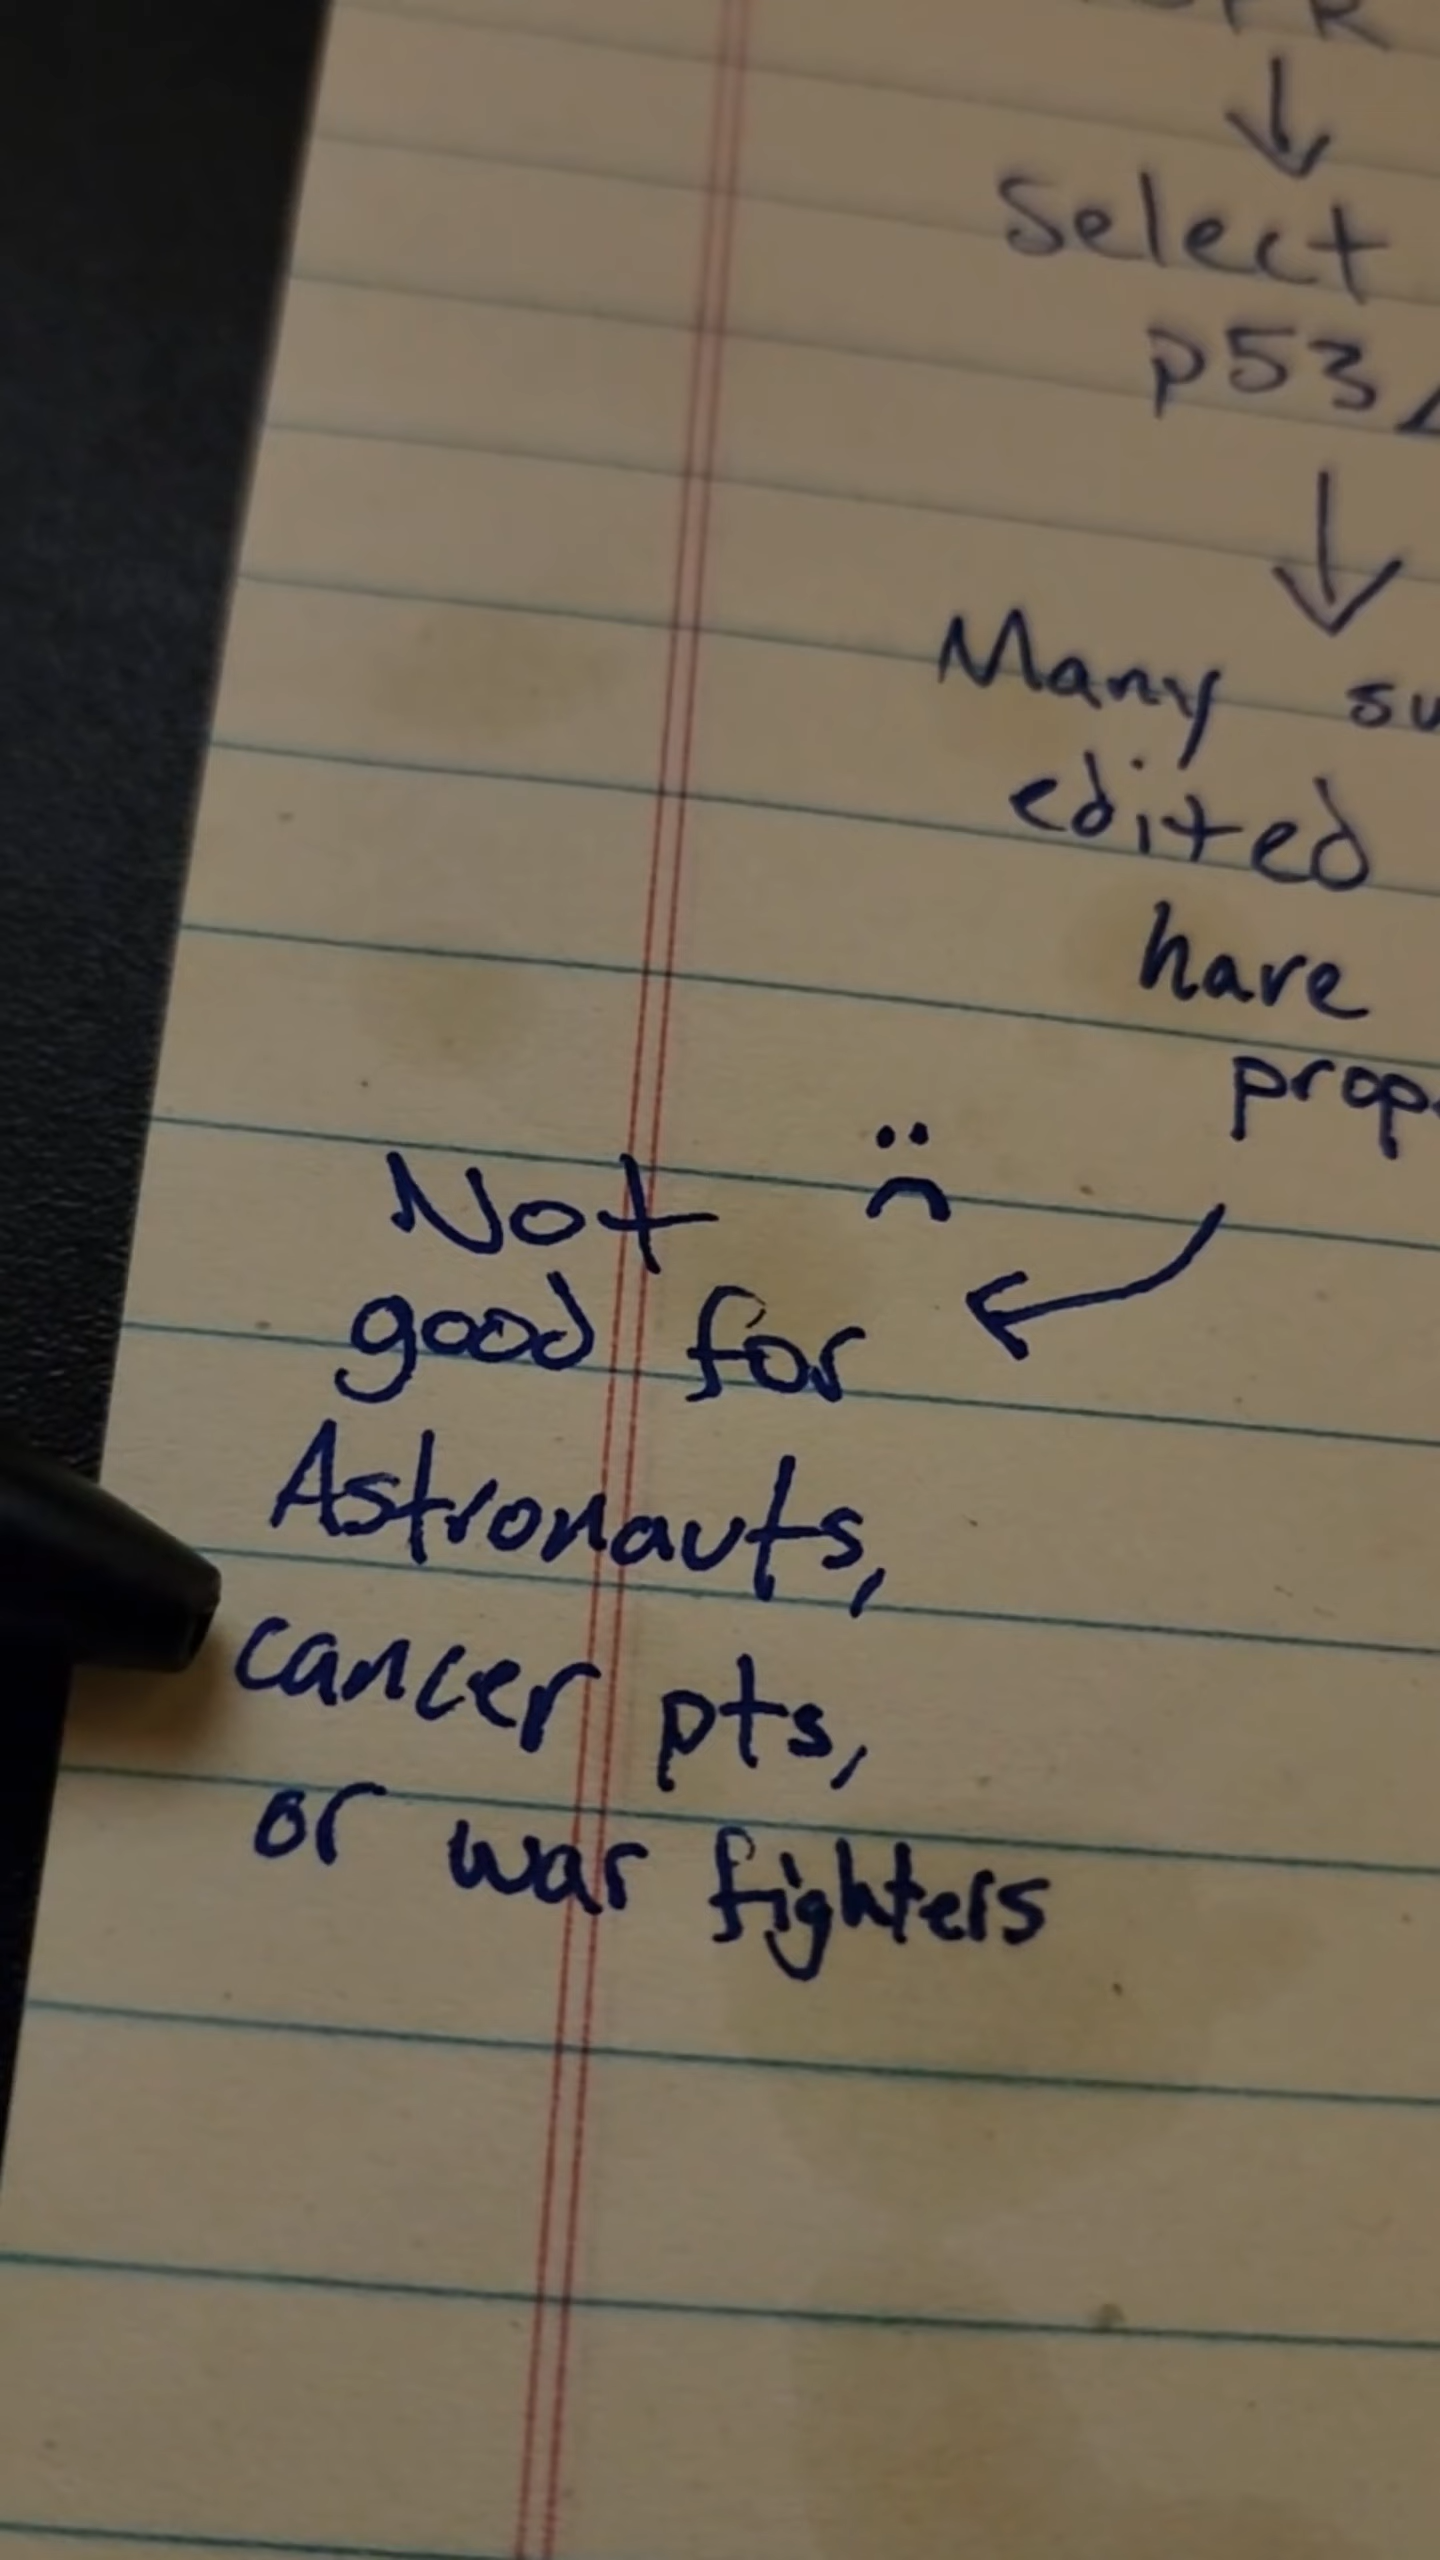 Select
p53
Many
edited
have
Not
good for
Astronauts,
cancer pts,
or war fighters